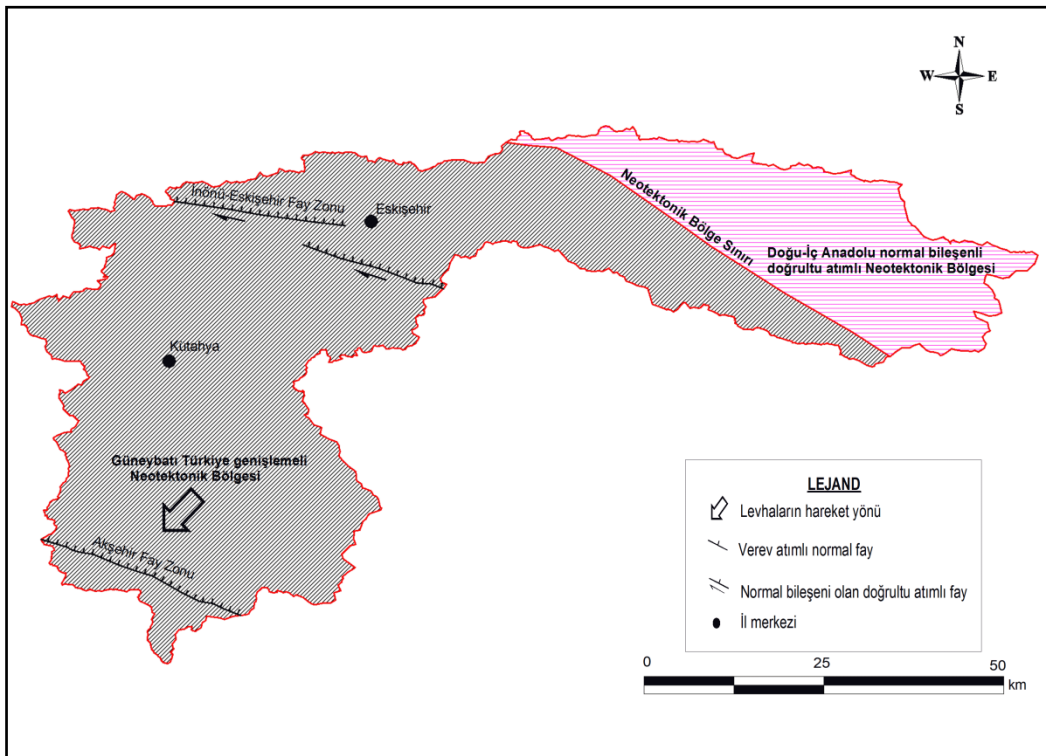 N
W E
S
İnönü-Eskişehir Fay Zonu
Eskişehir
Neotektonik Bölge Sınırı
Doğu-İç Anadolu normal bileşenli
doğrultu atımlı Neotektonik Bölgesi
Kütahya
Güneybatı Türkiye genişlemeli
Neotektonik Bölgesi
Akşehir Fay Zonu
LEJAND
Levhaların hareket yönü
Verev atımlı normal fay
Normal bileşeni olan doğrultu atımlı fay
İl merkezi
0 25 50
km